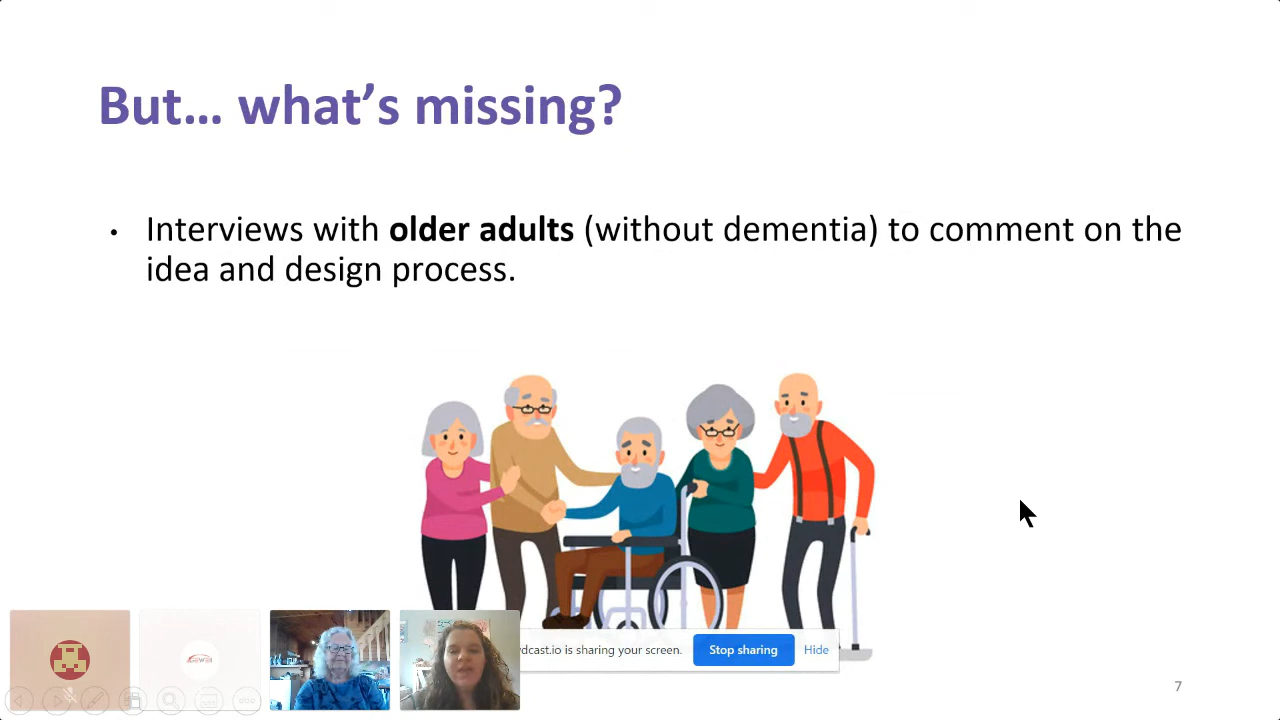 But… what’s missing?
• Interviews with older adults (without dementia) to comment on the
idea and design process.
dcast.io is sharing your screen.
Stop sharing
Hide
7